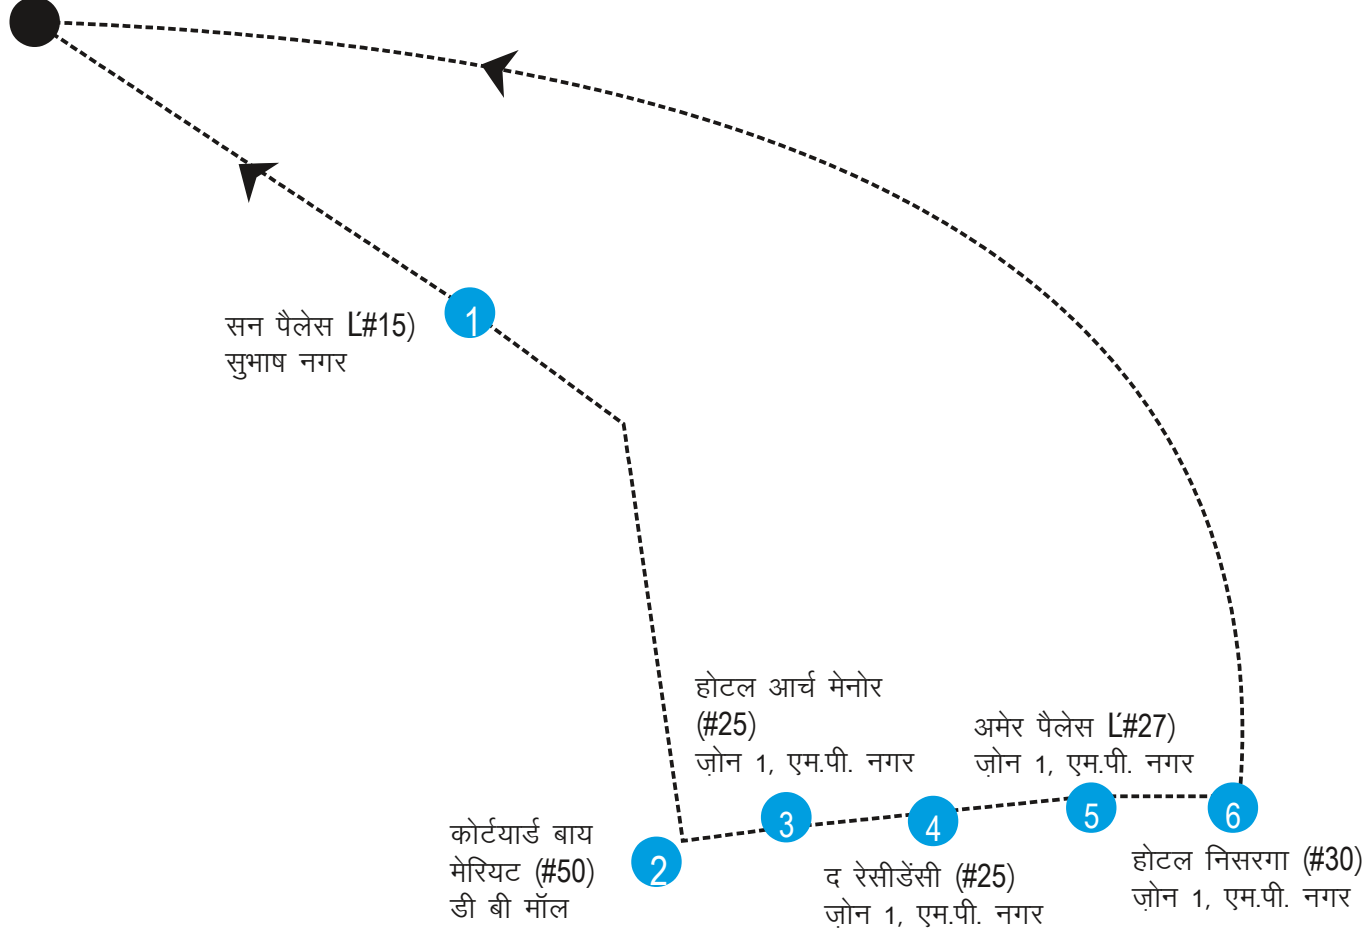 1
सन पैलेस Ĺ#15)
सुभाष नगर
होटल आर्च मेनोर
(#25)
ज़ोन 1, एम.पी. नगर
अमेर पैलेस Ĺ#27)
ज़ोन 1, एम.पी. नगर
3
4
5
6
2
कोर्टयार्ड बाय
मेरियट (#50)
डी बी मॉल
द रेसीडेंसी (#25)
ज़ोन 1, एम.पी. नगर
होटल निसरगा (#30)
ज़ोन 1, एम.पी. नगर